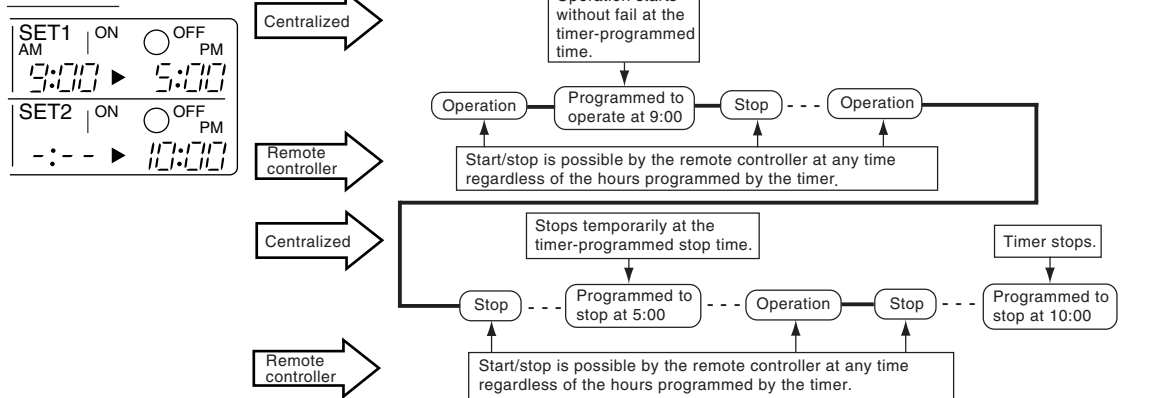 Centralized
Operation starts
without fail at the
timer-programmed
time.
SET1 ON OFF
AM PM
9:00 ▶ 5:00
SET2 ON OFF
PM
-:-- ▶ 10:00
Operation
Programmed to
operate at 9:00
Stop
Operation
Remote
controller
Start/stop is possible by the remote controller at any time
regardless of the hours programmed by the timer.
Centralized
Stops temporarily at the
timer-programmed stop time.
Timer stops.
Stop
Programmed to
stop at 5:00
Operation
Stop
Programmed to
stop at 10:00
Remote
controller
Start/stop is possible by the remote controller at any time
regardless of the hours programmed by the timer.